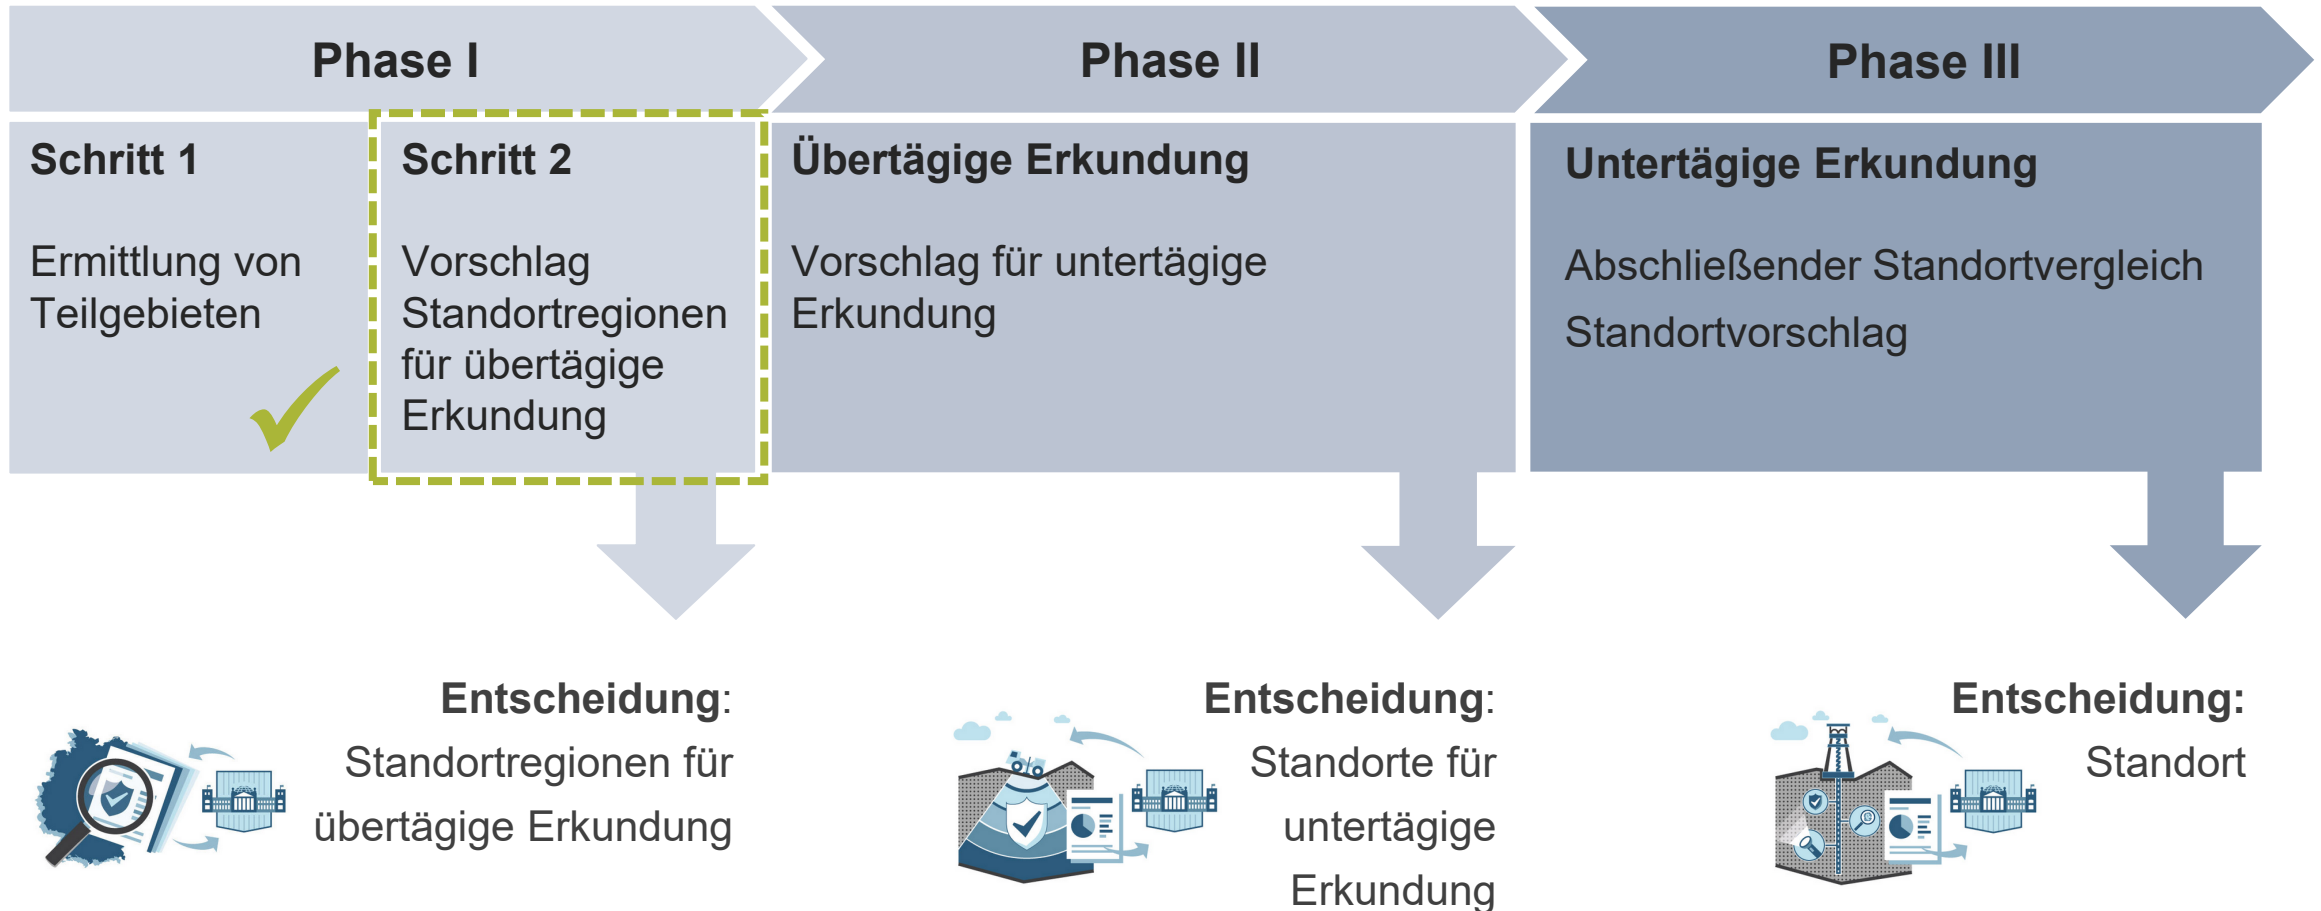 Phase I
Phase II
Phase III
Schritt 1
Ermittlung von
Teilgebieten
Schritt 2
Vorschlag
Standortregionen
für übertägige
Erkundung
Übertägige Erkundung
Vorschlag für untertägige
Erkundung
Untertägige Erkundung
Abschließender Standortvergleich
Standortvorschlag
Entscheidung:
Standortregionen für
übertägige Erkundung
Entscheidung:
Standorte für
untertägige
Erkundung
Entscheidung:
Standort